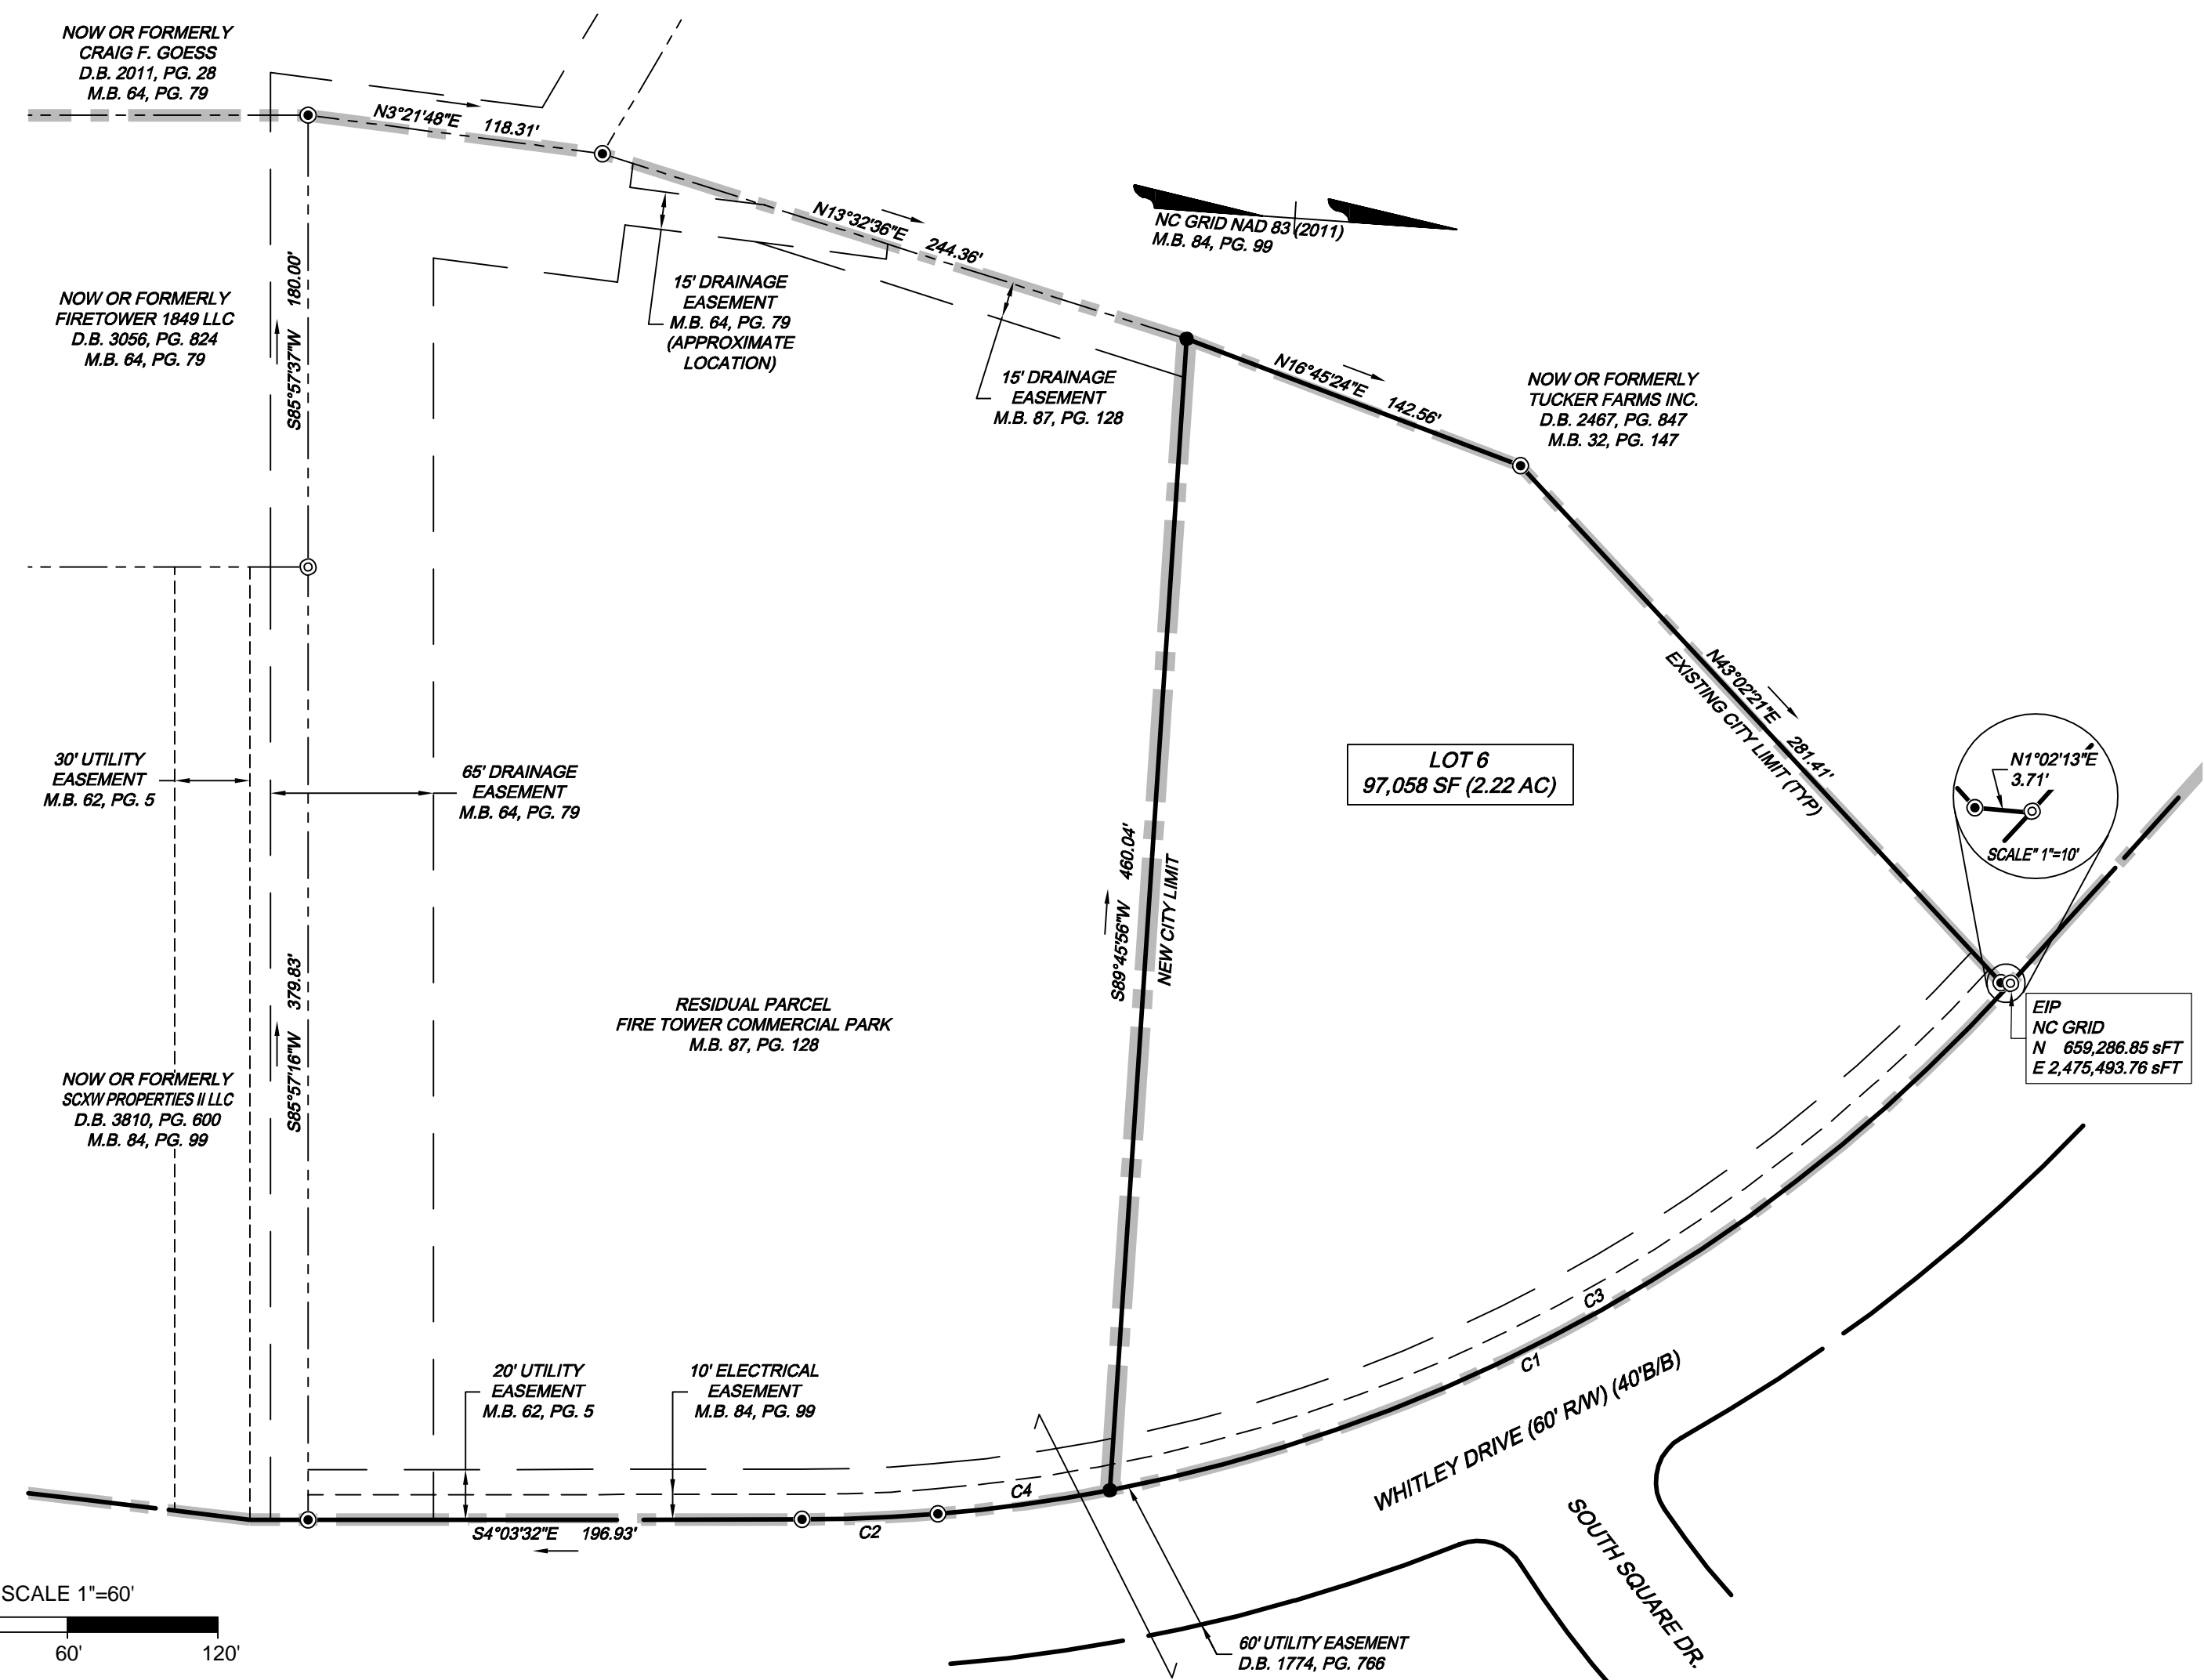 NOW OR FORMERLY
CRAIG F. GOESS
D.B. 2011, PG. 28
M.B. 64, PG. 79
N3°21'48"E 118.31'
N13°32'36"E 244.36'
NC GRID NAD 83 (2011)
M.B. 84, PG. 99
NOW OR FORMERLY
FIRETOWER 1849 LLC
D.B. 3056, PG. 824
M.B. 64, PG. 79
S85°57'37"W 180.00'
15' DRAINAGE
EASEMENT
M.B. 64, PG. 79
(APPROXIMATE
LOCATION)
15' DRAINAGE
EASEMENT
M.B. 87, PG. 128
N16°45'24"E 142.56'
NOW OR FORMERLY
TUCKER FARMS INC.
D.B. 2467, PG. 847
M.B. 32, PG. 147
N43°02'21"E 281.41'
EXISTING CITY LIMIT (TYP)
30' UTILITY
EASEMENT
M.B. 62, PG. 5
65' DRAINAGE
EASEMENT
M.B. 64, PG. 79
LOT 6
97,058 SF (2.22 AC)
N1°02'13"E
3.71'
SCALE" 1"=10'
S89°45'56"W 460.04'
NEW CITY LIMIT
S85°57'16"W 379.83'
RESIDUAL PARCEL
FIRE TOWER COMMERCIAL PARK
M.B. 87, PG. 128
EIP
NC GRID
N 659,286.85 sFT
E 2,475,493.76 sFT
NOW OR FORMERLY
SCXW PROPERTIES II LLC
D.B. 3810, PG. 600
M.B. 84, PG. 99
20' UTILITY
EASEMENT
M.B. 62, PG. 5
10' ELECTRICAL
EASEMENT
M.B. 84, PG. 99
C3
C1
C4
C2
WHITLEY DRIVE (60' R/W) (40'B/B)
SOUTH SQUARE DR.
S4°03'32"E 196.93'
60' UTILITY EASEMENT
D.B. 1774, PG. 766
SCALE 1"=60'
60' 120'